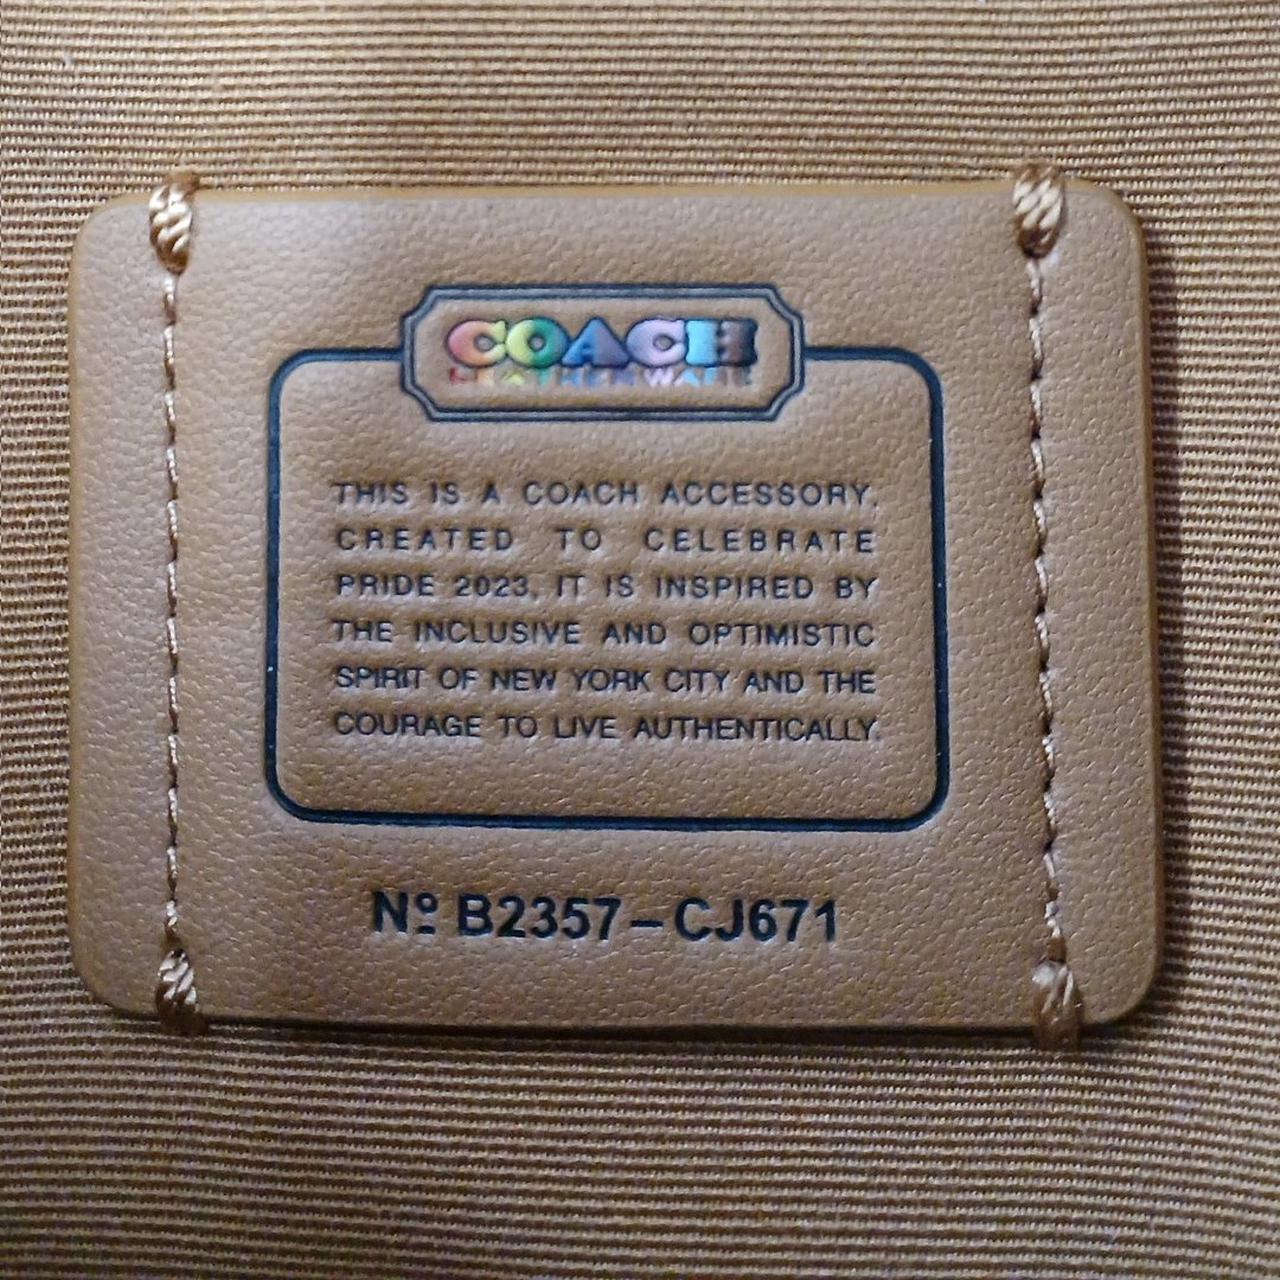 COACH
LEATHERWARE
THIS IS A COACH ACCESSORY.
CREATED TO CELEBRATE
PRIDE 2023, IT IS INSPIRED BY
THE INCLUSIVE AND OPTIMISTIC
SPIRIT OF NEW YORK CITY AND THE
COURAGE TO LIVE AUTHENTICALLY.
Nº B2357–CJ671